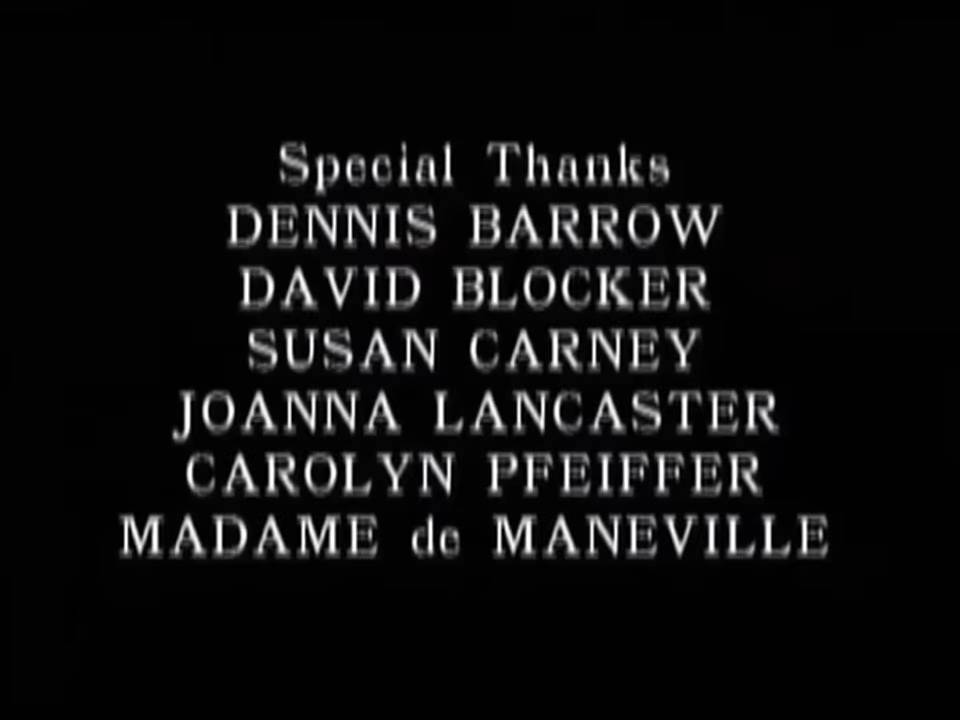 Special Thanks
DENNIS BARROW
DAVID BLOCKER
SUSAN CARNEY
JOANNA LANCASTER
CAROLYN PFEIFFER
MADAME de MANEVILLE